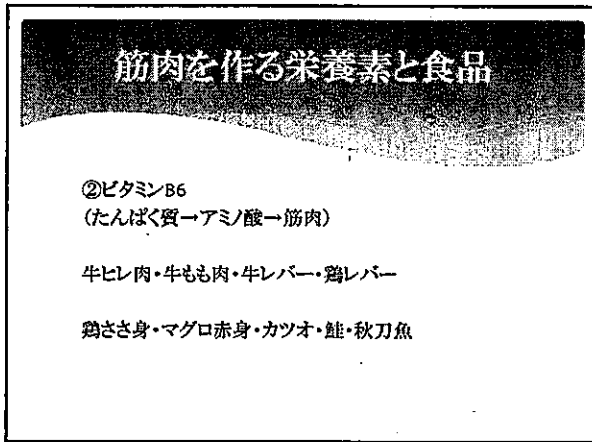 筋肉を作る栄養素と食品
②ビタミンB6
(たんぱく質→アミノ酸→筋肉)
牛ヒレ肉・牛もも肉・牛レバー・鶏レバー
鶏ささ身・マグロ赤身・カツオ・鮭・秋刀魚